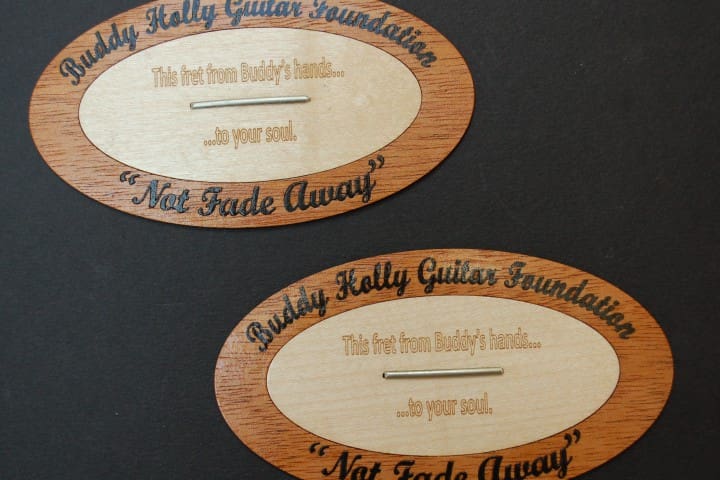 Buddy Holly Guitar Foundation
This fret from Buddy's hands...
...to your soul.
"Not Fade Away"
Buddy Holly Guitar Foundation
This fret from Buddy's hands...
...to your soul.
"Not Fade Away"